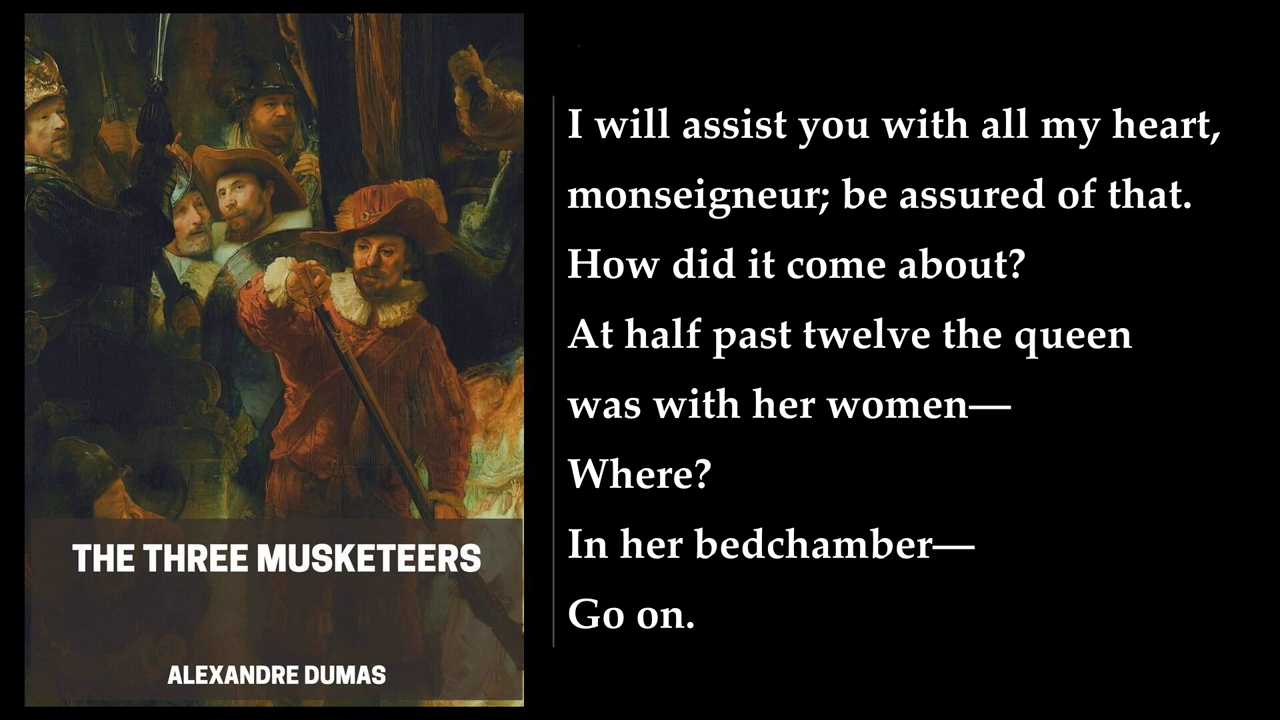 THE THREE MUSKETEERS
ALEXANDRE DUMAS
I will assist you with all my heart,
monseigneur; be assured of that.
How did it come about?
At half past twelve the queen
was with her women—
Where?
In her bedchamber—
Go on.